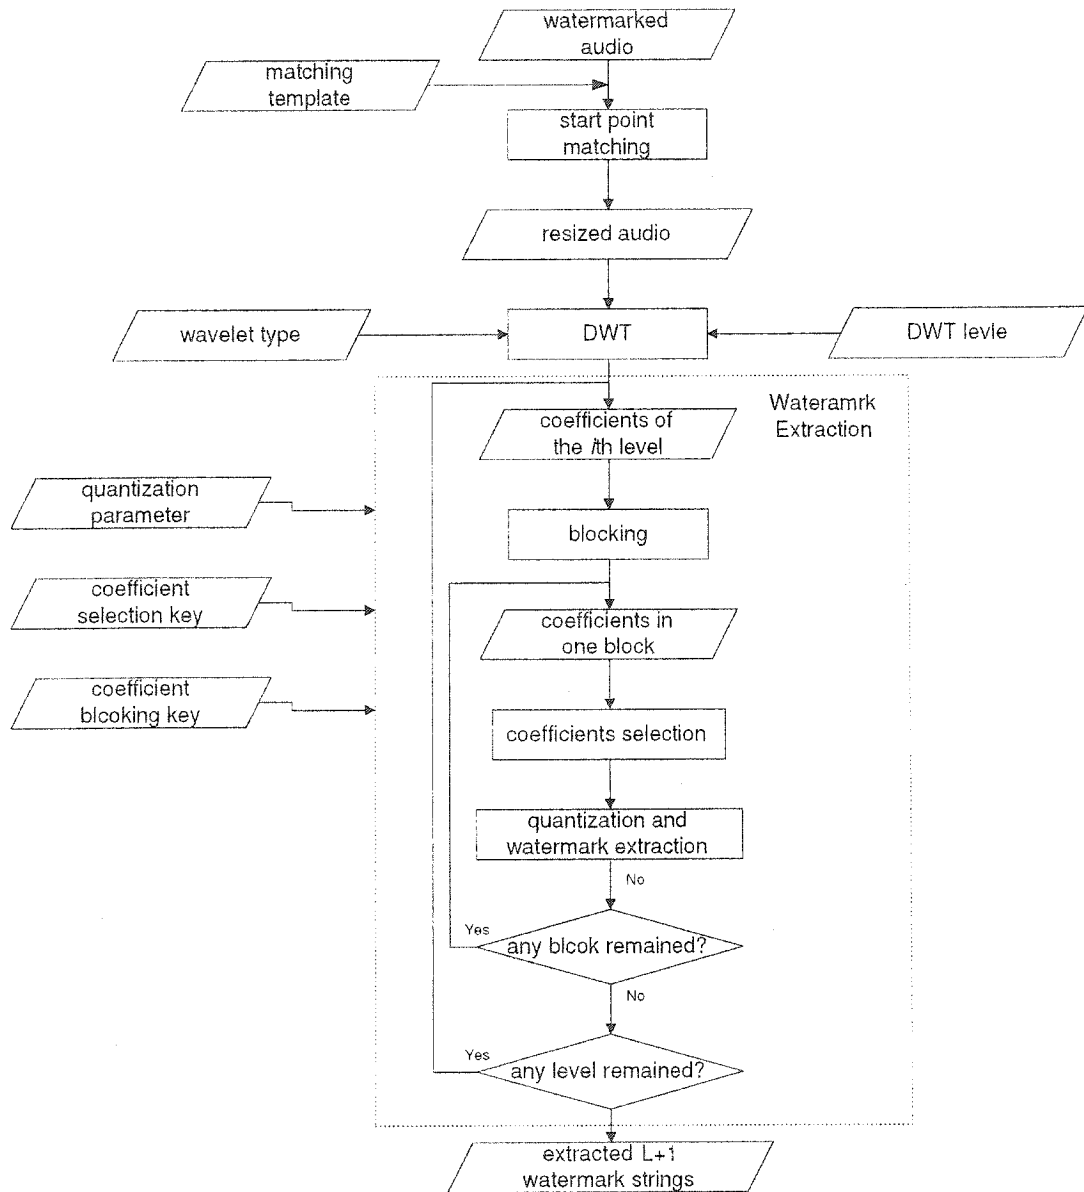 watermarked
audio
matching
template
start point
matching
resized audio
wavelet type
DWT
DWT levle
Wateramrk
Extraction
coefficients of
the lth level
quantization
parameter
blocking
coefficient
selection key
coefficients in
one block
coefficient
blcoking key
coefficients selection
quantization and
watermark extraction
No
Yes
any blcok remained?
No
Yes
any level remained?
extracted L+1
watermark strings